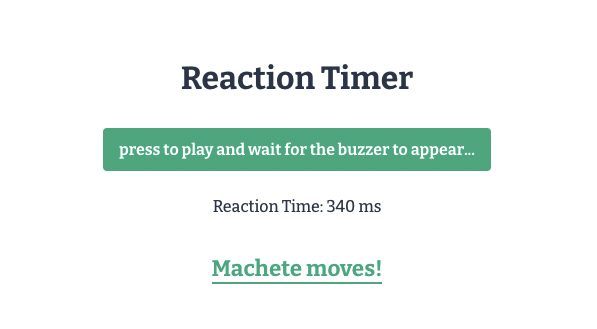 Reaction Timer
press to play and wait for the buzzer to appear...
Reaction Time: 340 ms
Machete moves!